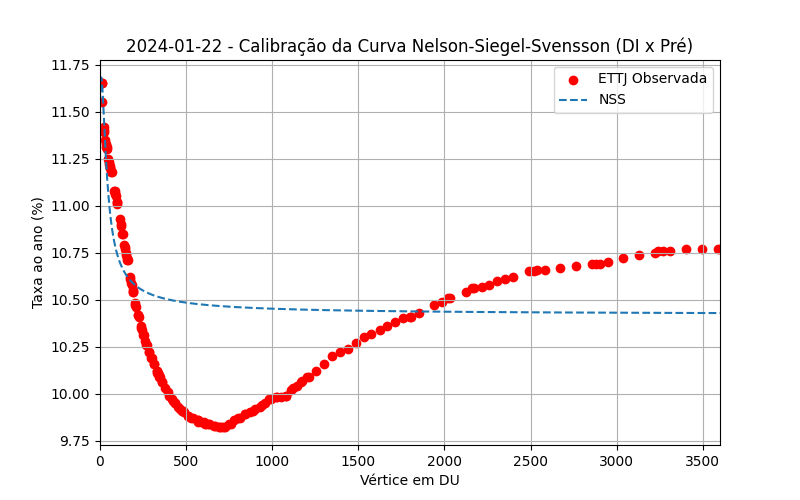 2024-01-22 - Calibração da Curva Nelson-Siegel-Svensson (DI x Pré)
ETTJ Observada
NSS
Taxa ao ano (%)
11.75
11.50
11.25
11.00
10.75
10.50
10.25
10.00
9.75
0 500 1000 1500 2000 2500 3000 3500
Vértice em DU